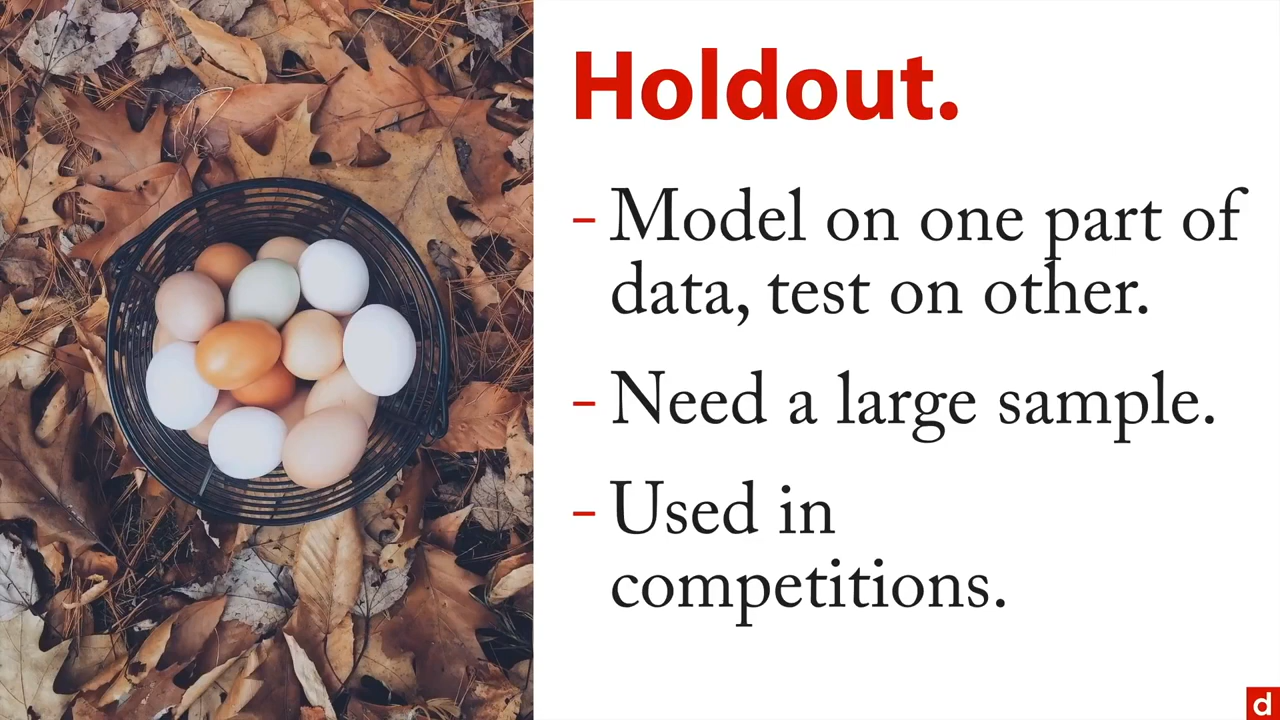 Holdout.
- Model on one part of
data, test on other.
- Need a large sample.
- Used in
competitions.
d